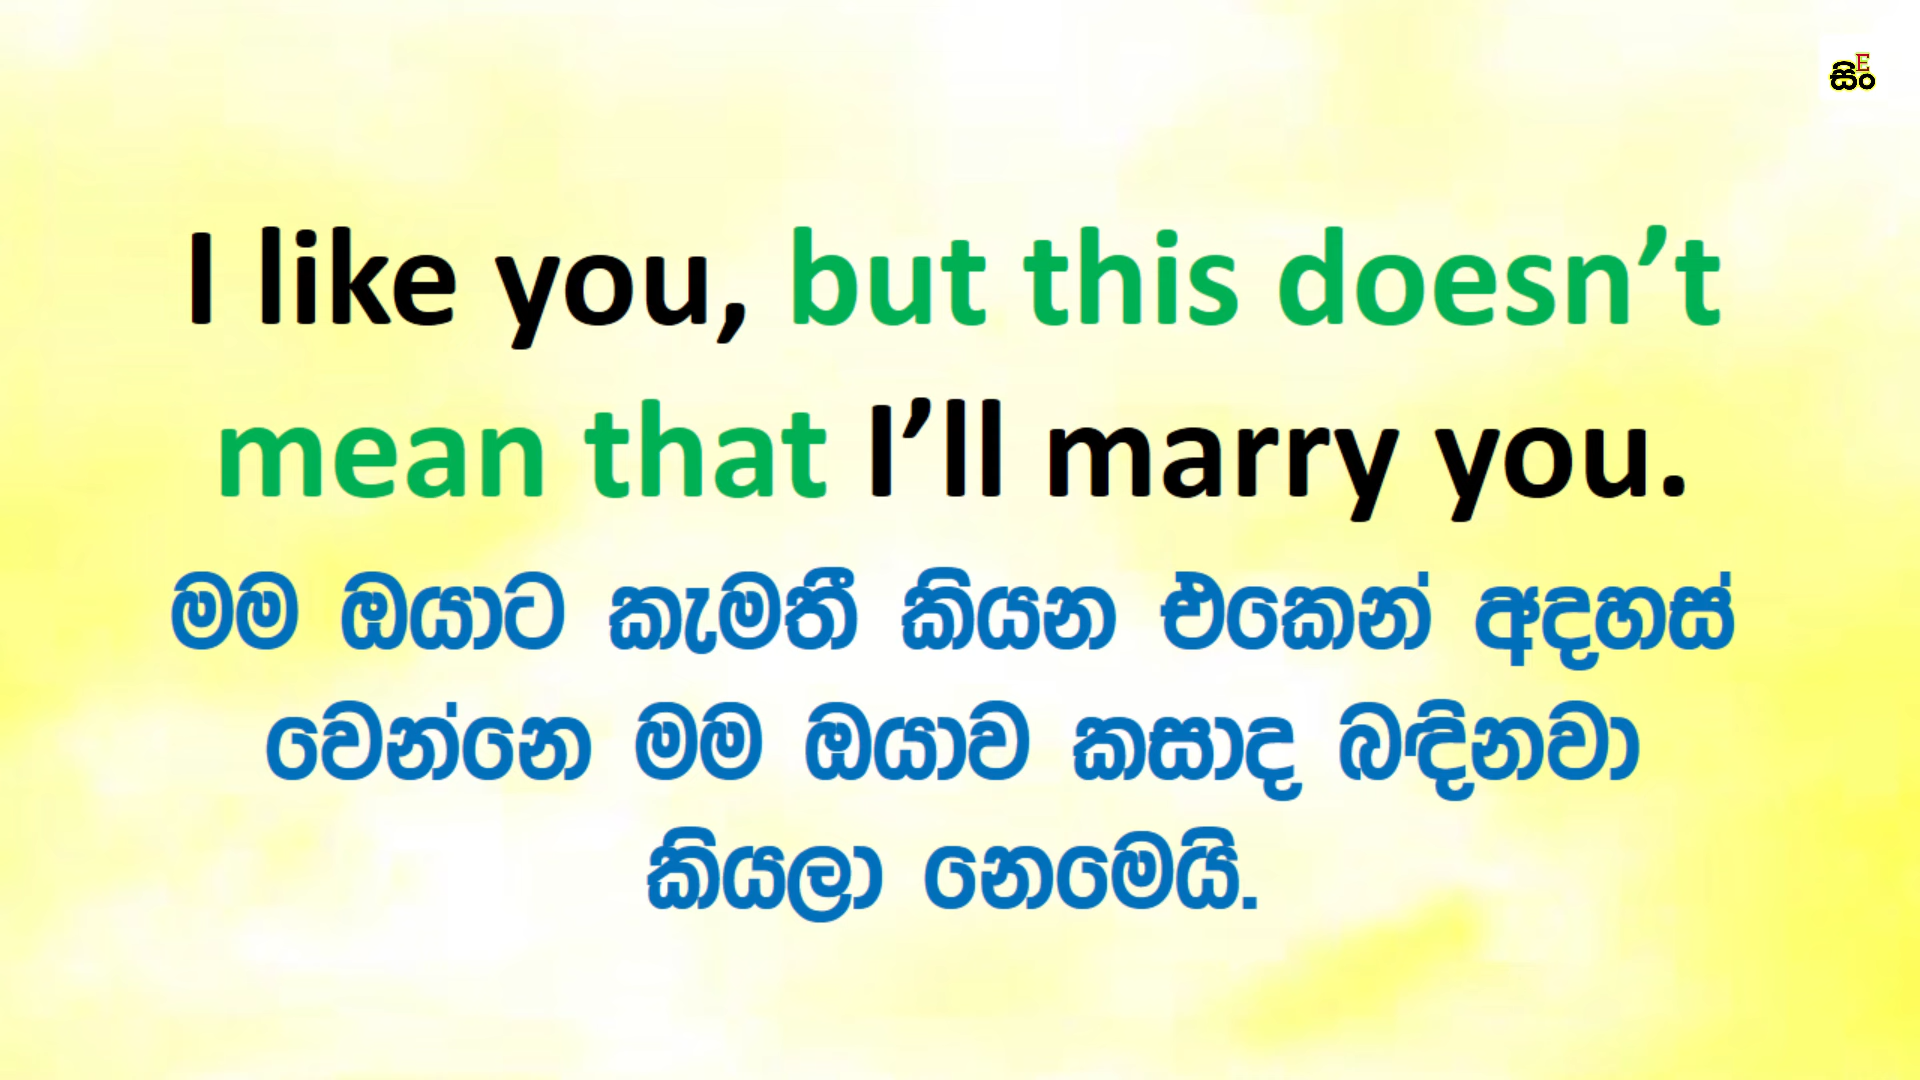 සිංE
I like you, but this doesn’t
mean that I’ll marry you.
මම ඔයාට කැමතී කියන එකෙන් අදහස්
වෙන්නෙ මම ඔයාව කසාද බඳිනවා
කියලා නෙමෙයි.